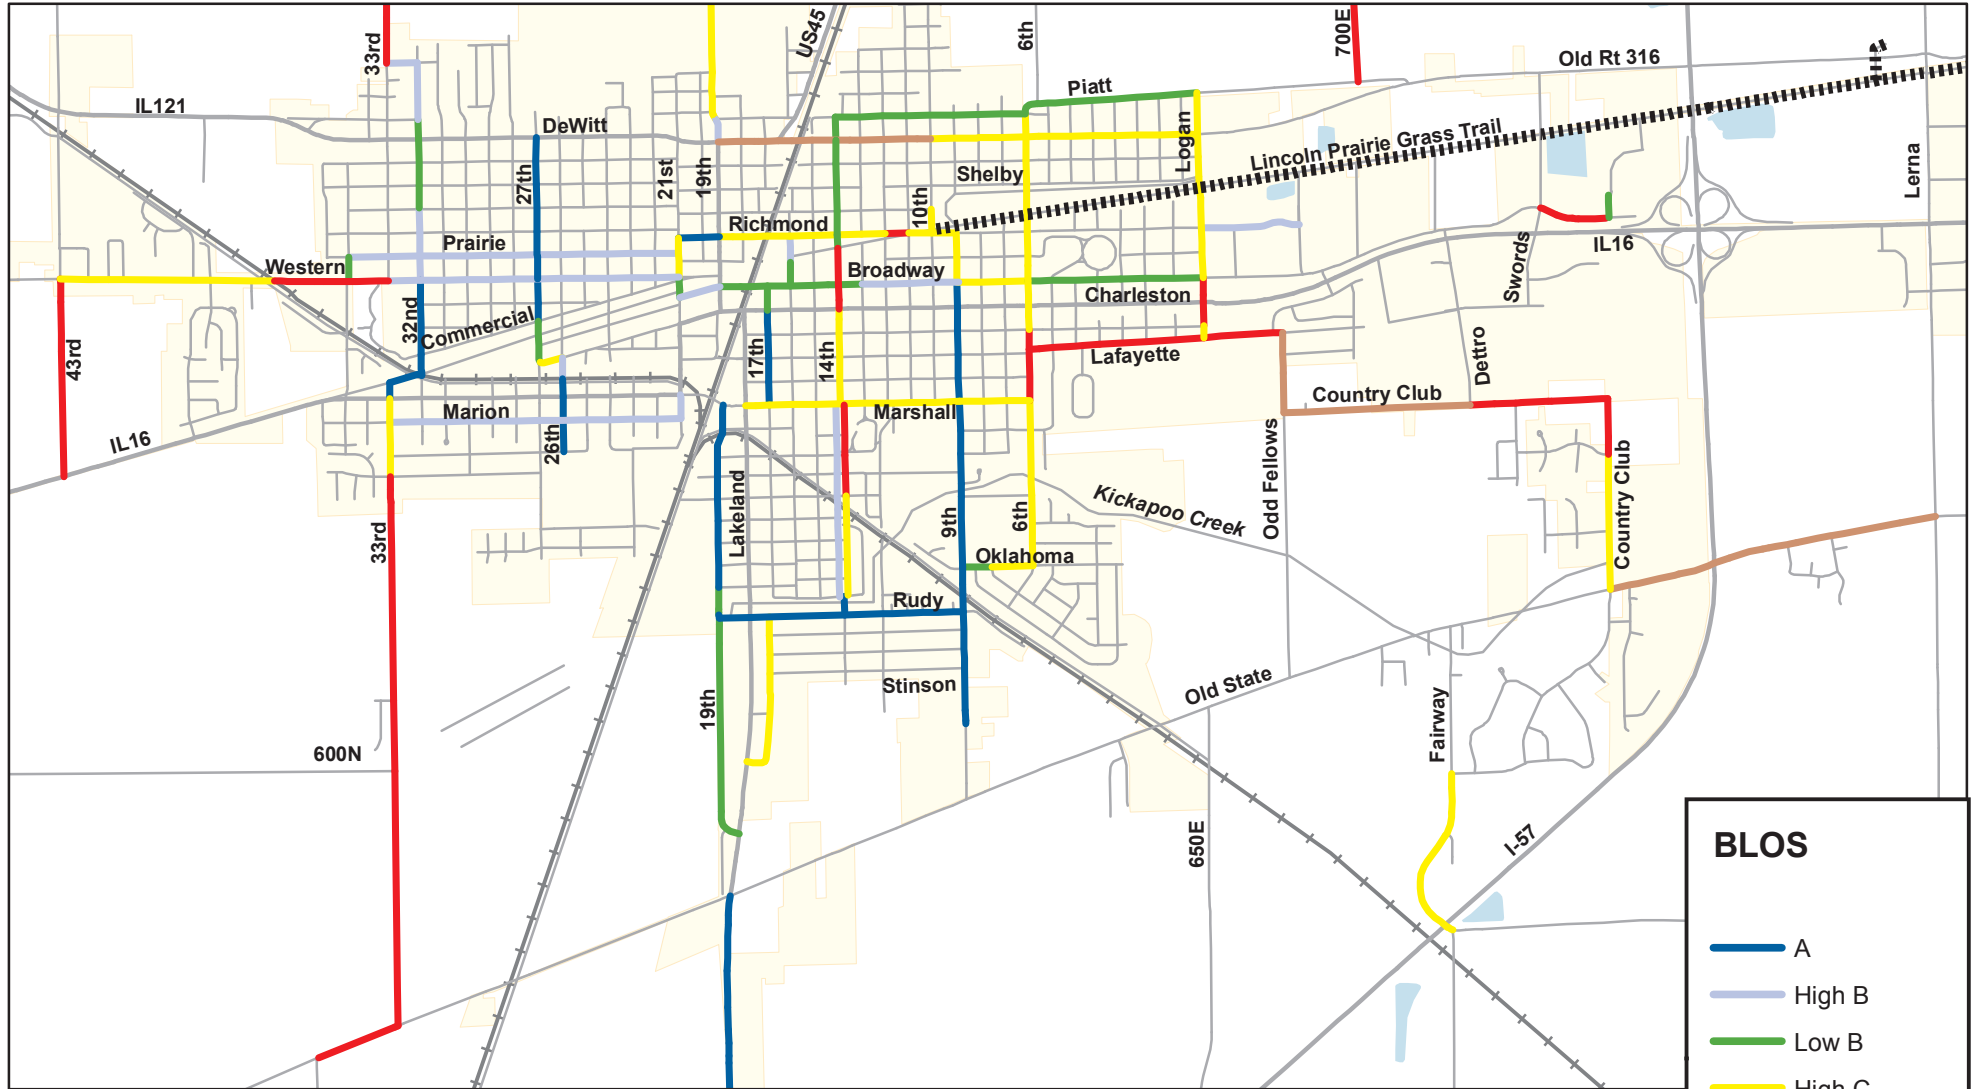 33rd
US45
6th
700E
Old Rt 316
Piatt
IL121
DeWitt
Logan
Lincoln Prairie Grass Trail
Lerna
27th
21st
19th
Shelby
10th
Richmond
Prairie
Western
Broadway
Charleston
Swords
IL16
32nd
Commercial
43rd
17th
14th
Lafayette
Dettro
Country Club
Marion
Marshall
IL16
26th
Lakeland
9th
6th
Kickapoo Creek
Odd Fellows
Country Club
33rd
Oklahoma
Rudy
Stinson
Old State
19th
Fairway
600N
650E
I-57
BLOS
A
High B
Low B
High C